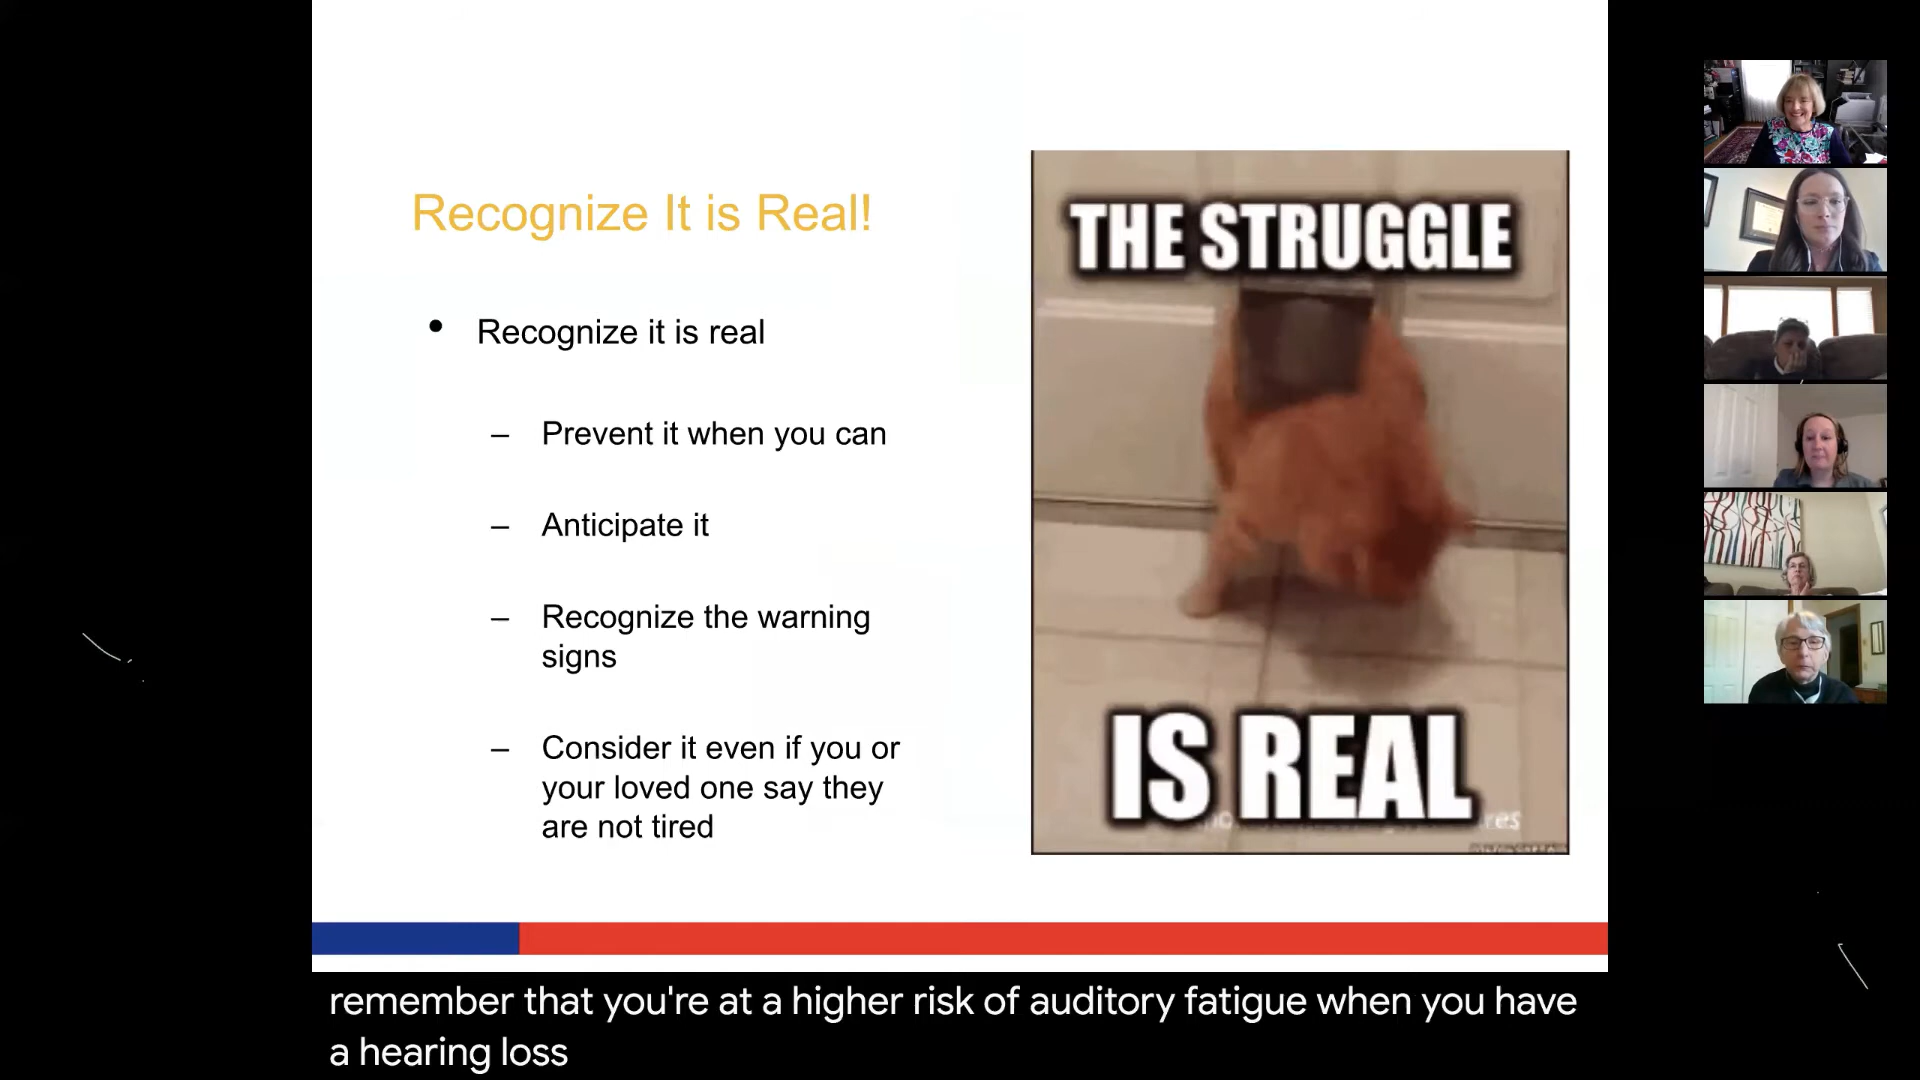 Recognize It is Real!
• Recognize it is real
– Prevent it when you can
– Anticipate it
– Recognize the warning
signs
– Consider it even if you or
your loved one say they
are not tired
THE STRUGGLE
IS REAL
remember that you're at a higher risk of auditory fatigue when you have
a hearing loss